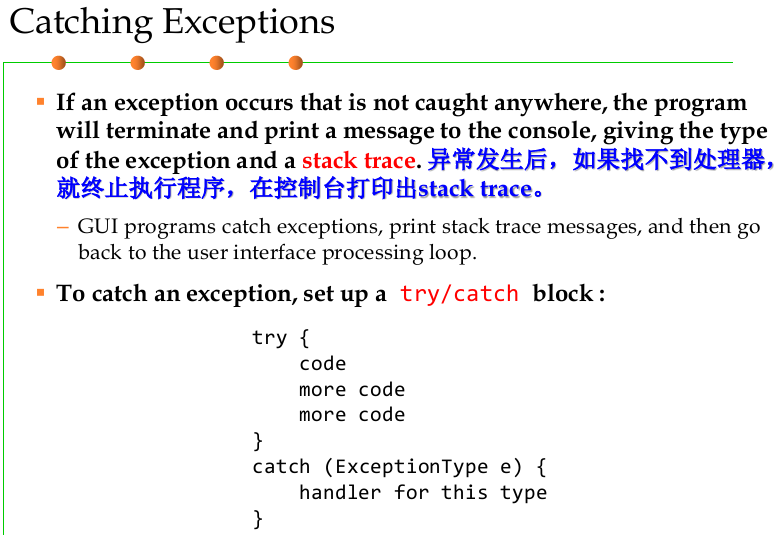 Catching Exceptions
▪ If an exception occurs that is not caught anywhere, the program
will terminate and print a message to the console, giving the type
of the exception and a stack trace. 异常发生后，如果找不到处理器，
就终止执行程序，在控制台打印出stack trace。
– GUI programs catch exceptions, print stack trace messages, and then go
back to the user interface processing loop.
▪ To catch an exception, set up a try/catch block :
try {
    code
    more code
    more code
}
catch (ExceptionType e) {
    handler for this type
}